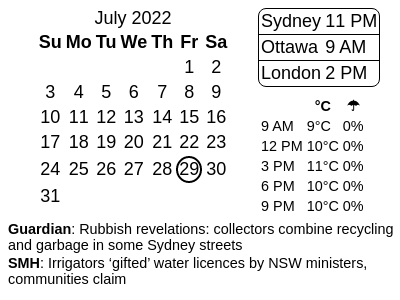 July 2022
Su Mo Tu We Th Fr Sa
1 2
3 4 5 6 7 8 9
10 11 12 13 14 15 16
17 18 19 20 21 22 23
24 25 26 27 28 29 30
31
Sydney 11 PM
Ottawa 9 AM
London 2 PM
°C ☂
9 AM 9°C 0%
12 PM 10°C 0%
3 PM 11°C 0%
6 PM 10°C 0%
9 PM 10°C 0%
Guardian: Rubbish revelations: collectors combine recycling
and garbage in some Sydney streets
SMH: Irrigators ‘gifted’ water licences by NSW ministers,
communities claim